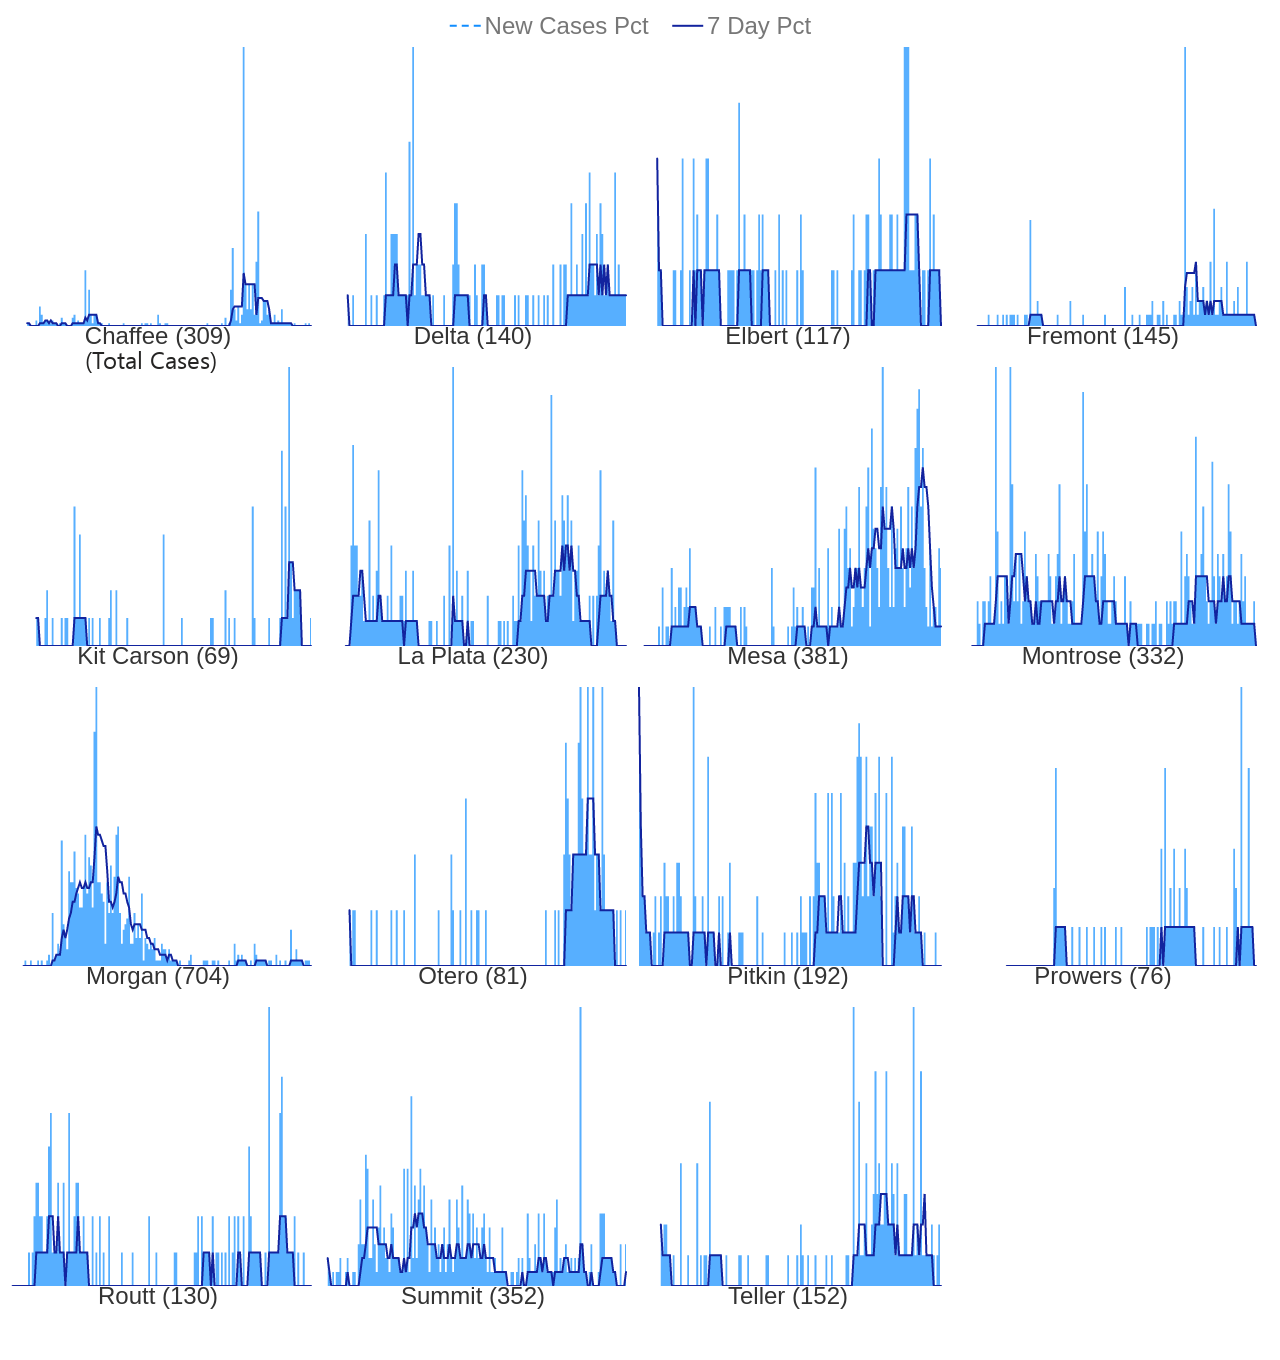 New Cases Pct 7 Day Pct
Chaffee (309) Delta (140) Elbert (117) Fremont (145)
(Total Cases)
Kit Carson (69) La Plata (230) Mesa (381) Montrose (332)
Morgan (704) Otero (81) Pitkin (192) Prowers (76)
Routt (130) Summit (352) Teller (152)